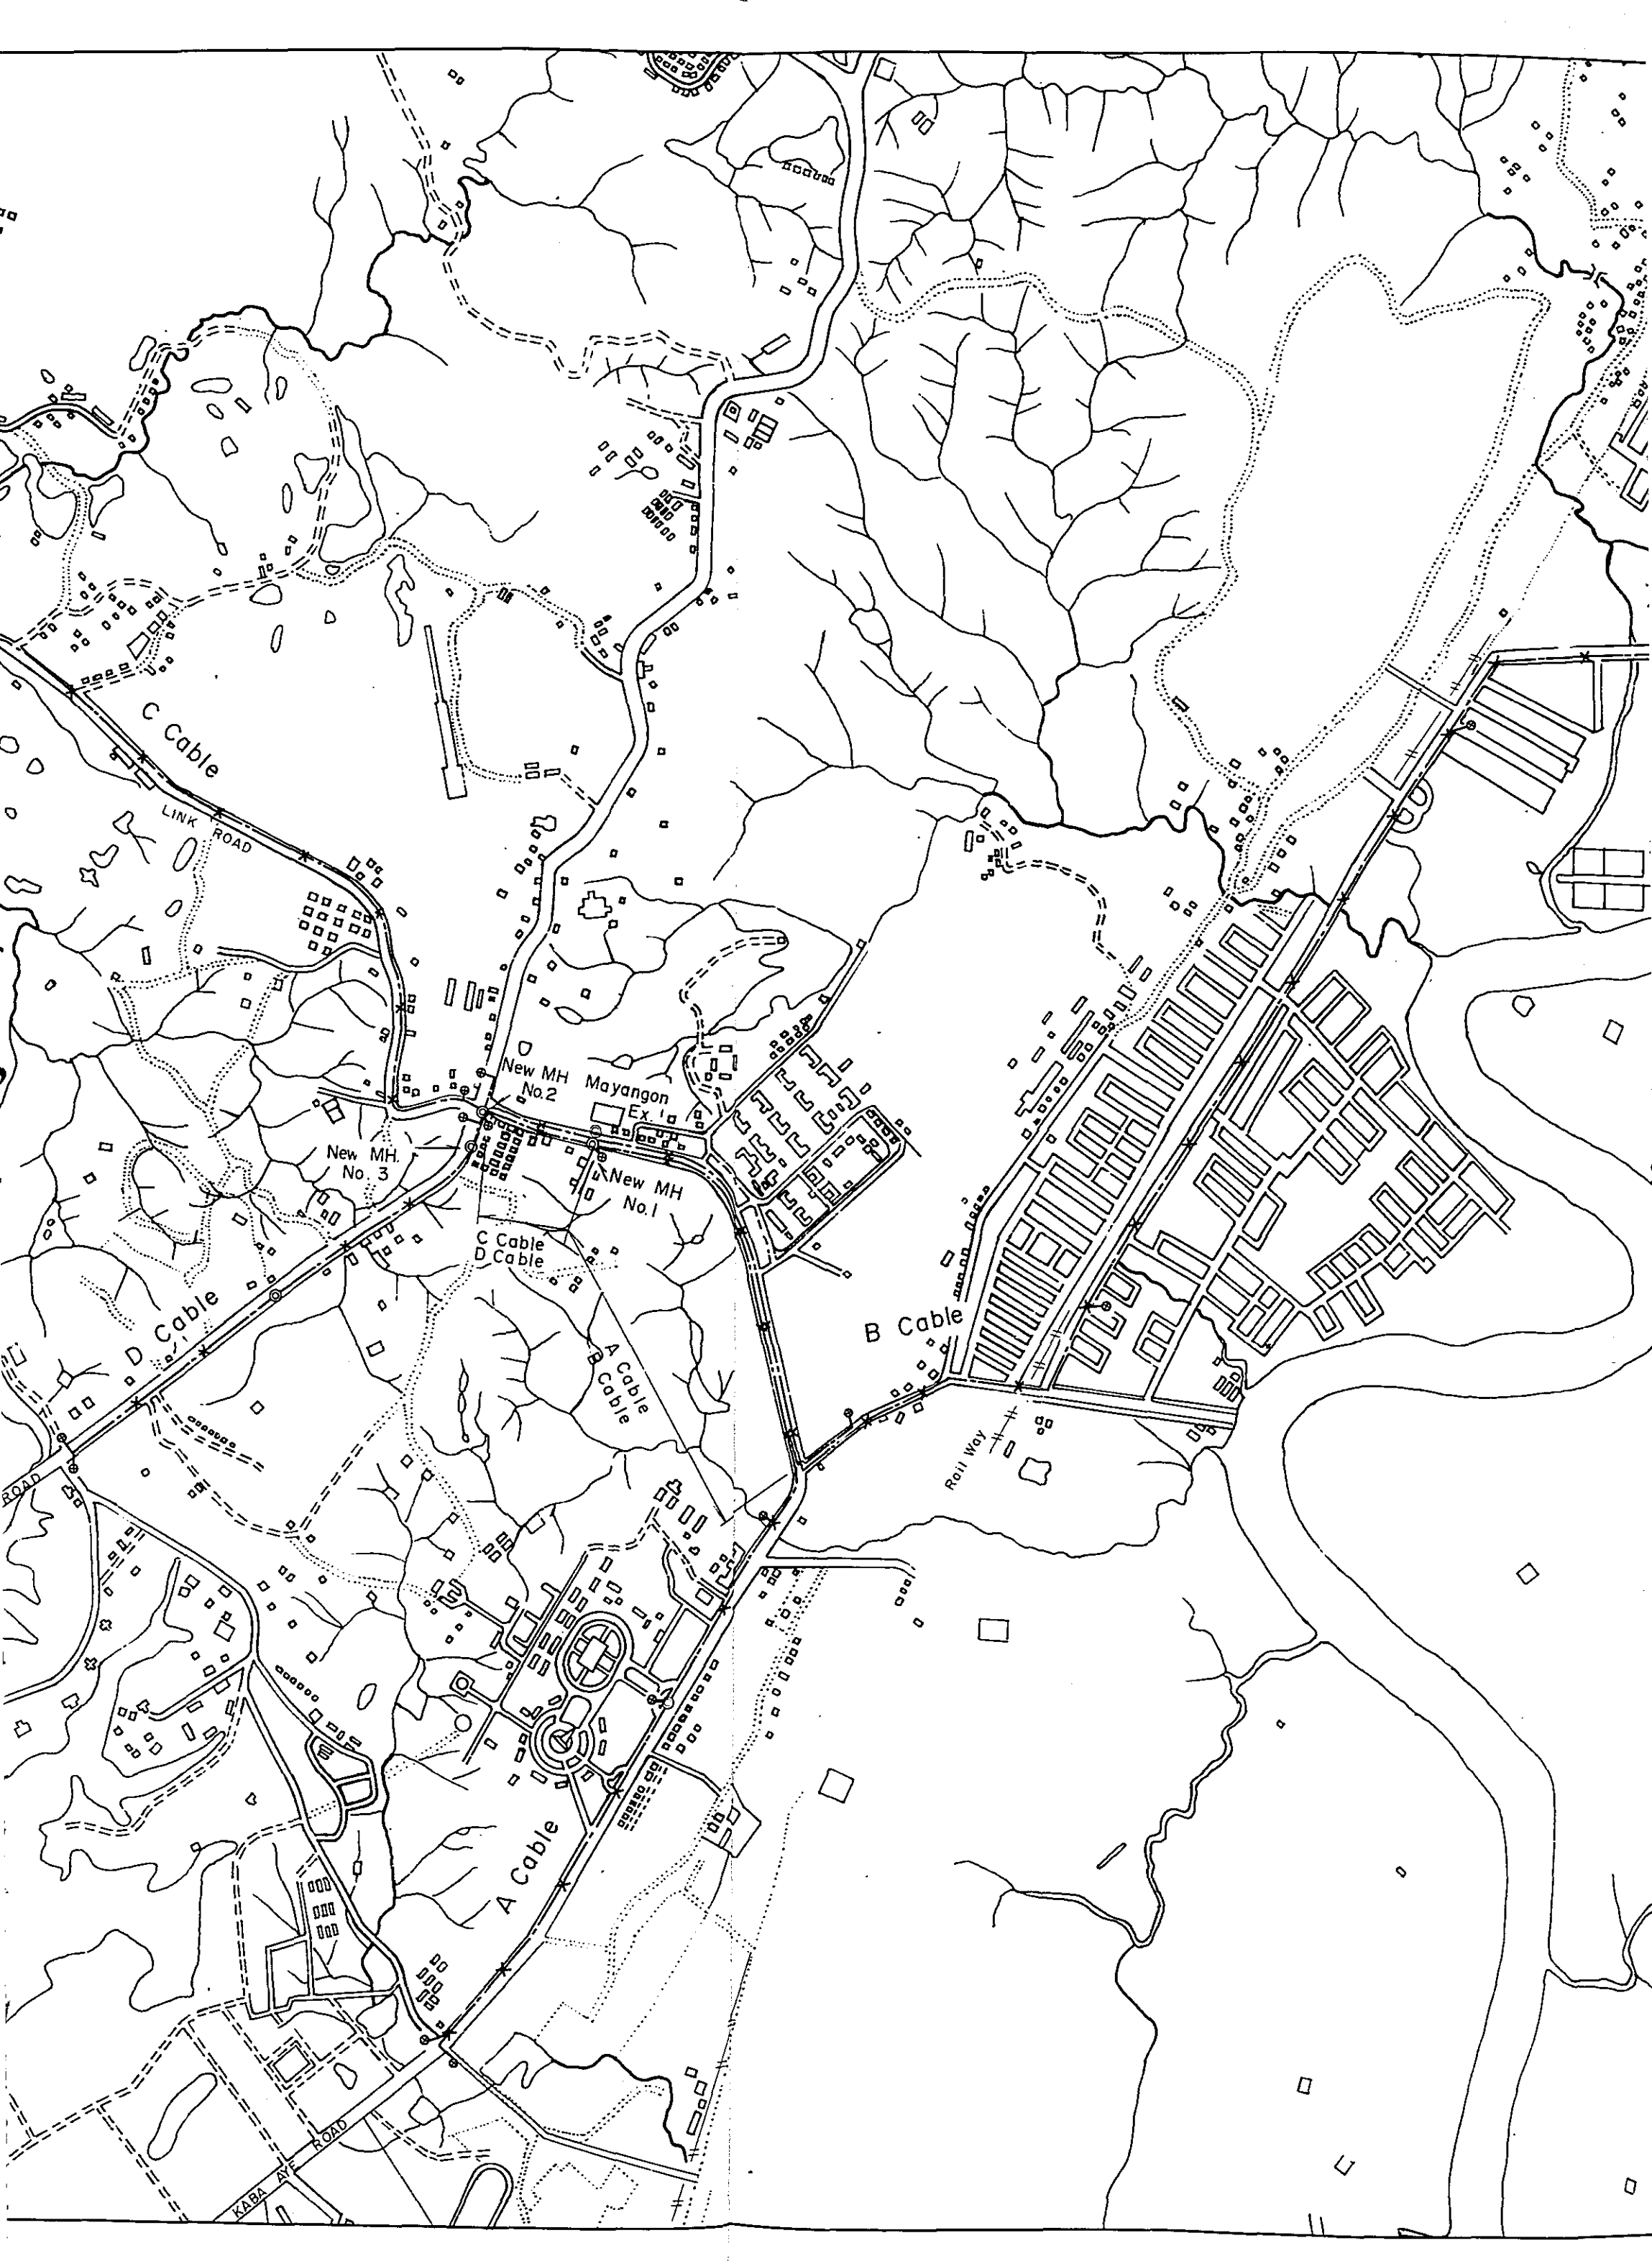 C Cable
LINK ROAD
New MH
No.2
Mayangon
Ex.
New MH.
No. 3
New MH
No.1
C Cable
D Cable
D Cable
B Cable
A Cable
B Cable
Rail Way
ROAD
A Cable
KABA AYE ROAD